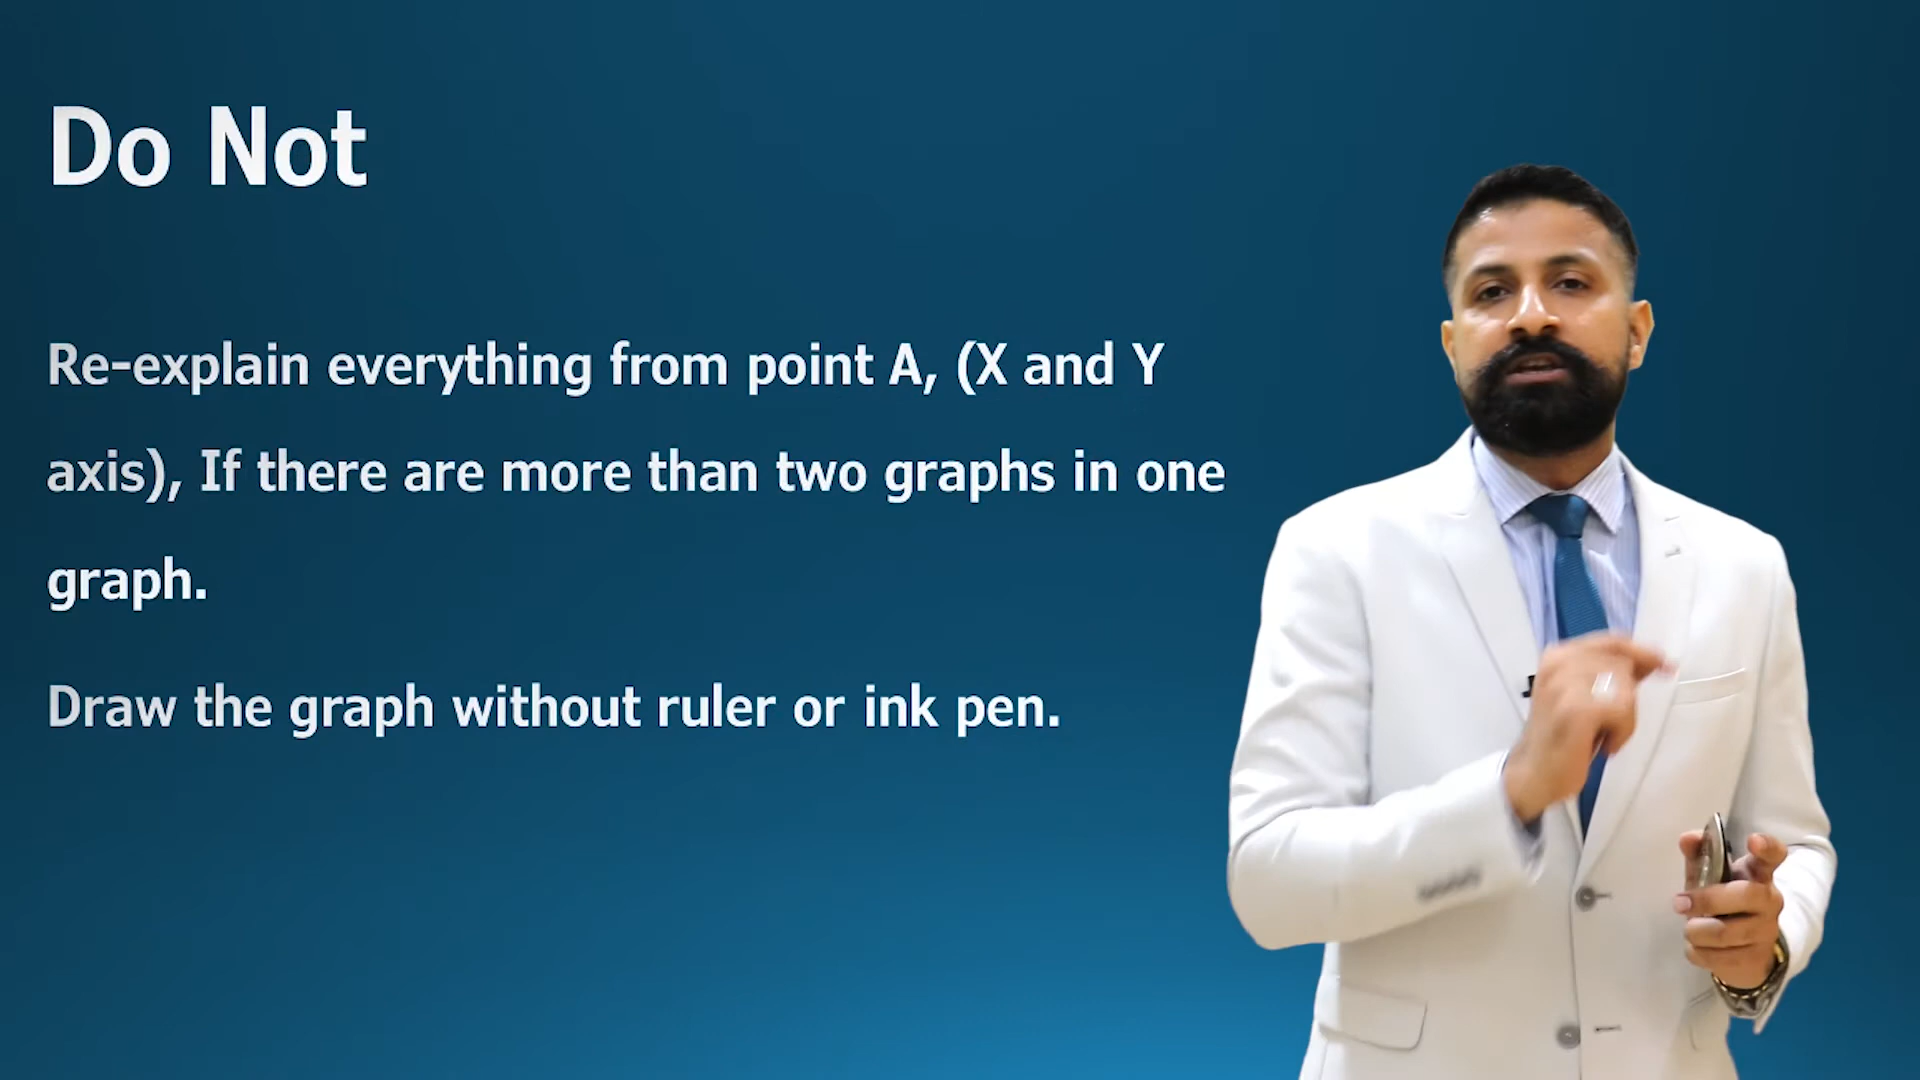 Do Not
Re-explain everything from point A, (X and Y
axis), If there are more than two graphs in one
graph.
Draw the graph without ruler or ink pen.